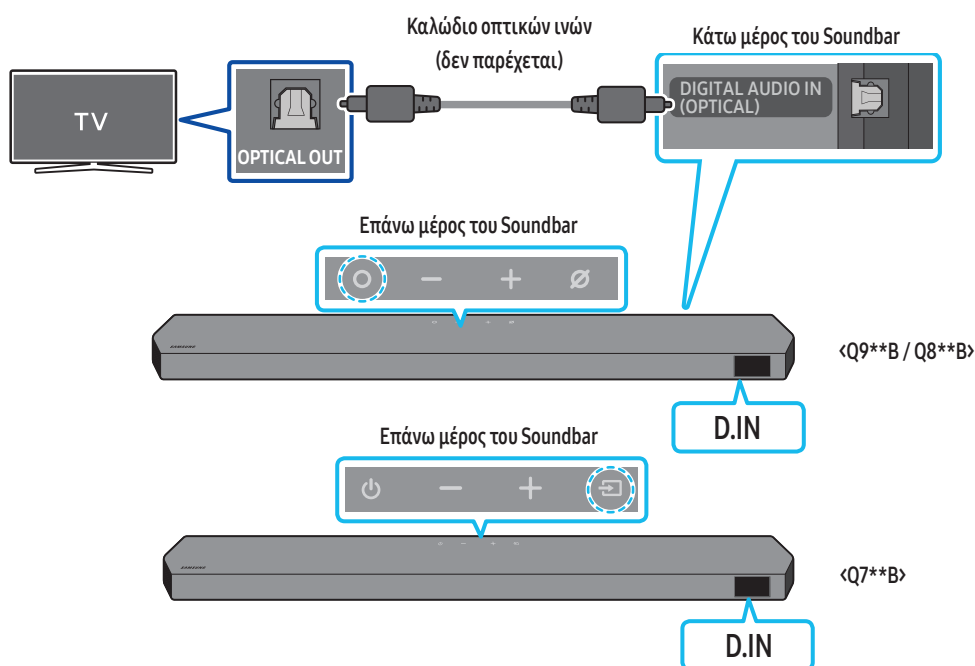 Καλώδιο οπτικών ινών
(δεν παρέχεται)
Κάτω μέρος του Soundbar
DIGITAL AUDIO IN
(OPTICAL)
TV
OPTICAL OUT
Επάνω μέρος του Soundbar
SAMSUNG
<Q9**B / Q8**B>
D.IN
Επάνω μέρος του Soundbar
SAMSUNG
<Q7**B>
D.IN